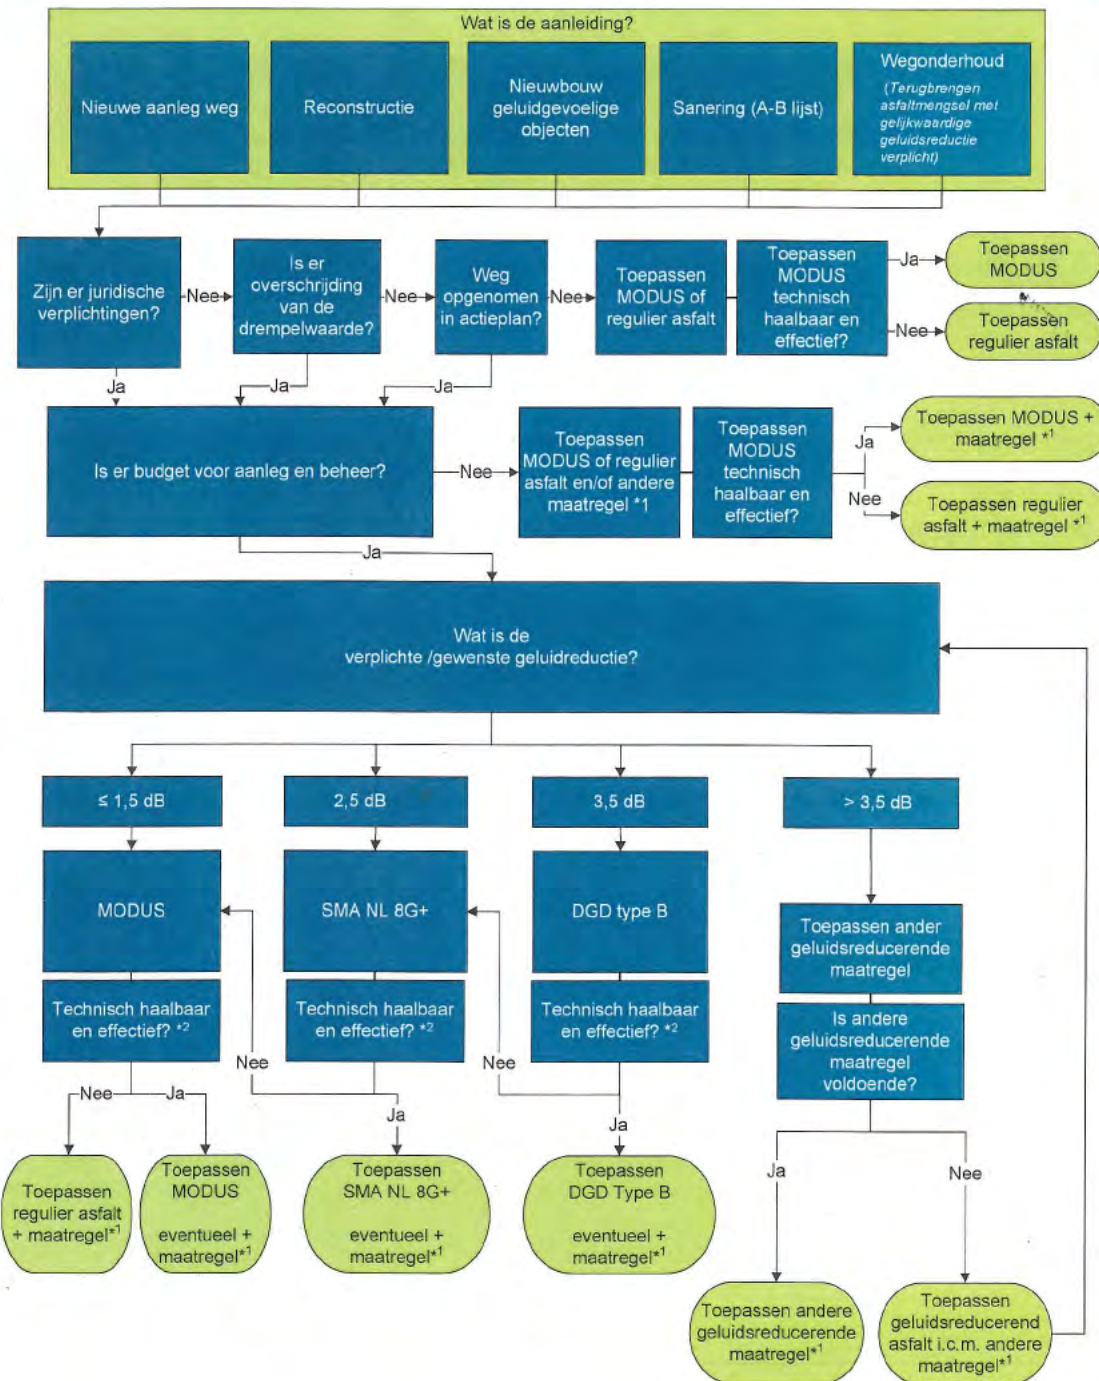 Wat is de aanleiding?
Nieuwe aanleg weg
Reconstructie
Nieuwbouw
geluidgevoelige
objecten
Sanering (A-B lijst)
Wegonderhoud
(Terugbrengen
asfaltmengsel met
gelijkwaardige
geluidsreductie
verplicht)
Zijn er juridische
verplichtingen?
Nee
Is er
overschrijding
van de
drempelwaarde?
Nee
Weg
opgenomen
in actieplan?
Nee
Toepassen
MODUS of
regulier asfalt
Toepassen
MODUS
technisch
haalbaar en
effectief?
Ja
Toepassen
MODUS
Nee
Toepassen
regulier asfalt
Ja
Ja
Ja
Is er budget voor aanleg en beheer?
Nee
Toepassen
MODUS of regulier
asfalt en/of andere
maatregel *1
Toepassen
MODUS
technisch
haalbaar en
effectief?
Ja
Toepassen MODUS +
maatregel *1
Nee
Toepassen regulier
asfalt + maatregel *1
Ja
Wat is de
verplichte /gewenste geluidreductie?
≤ 1,5 dB
2,5 dB
3,5 dB
> 3,5 dB
MODUS
SMA NL 8G+
DGD type B
Toepassen ander
geluidsreducerende
maatregel
Technisch haalbaar
en effectief? *2
Nee
Technisch haalbaar
en effectief? *2
Nee
Technisch haalbaar
en effectief? *2
Is andere
geluidsreducerende
maatregel
voldoende?
Nee
Ja
Ja
Ja
Ja
Nee
Toepassen
regulier asfalt
+ maatregel*1
Toepassen
MODUS
eventueel +
maatregel*1
Toepassen
SMA NL 8G+
eventueel +
maatregel*1
Toepassen
DGD Type B
eventueel +
maatregel*1
Toepassen andere
geluidsreducerende
maatregel*1
Toepassen
geluidsreducerend
asfalt i.c.m. andere
maatregel*1